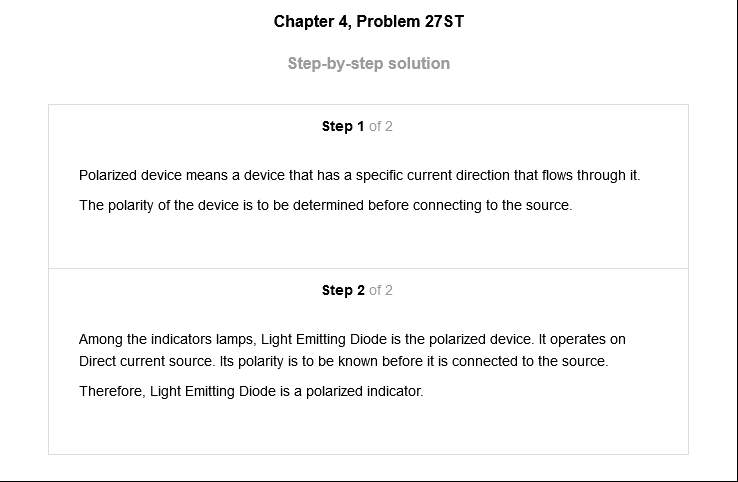 Chapter 4, Problem 27ST
Step-by-step solution
Step 1 of 2
Polarized device means a device that has a specific current direction that flows through it.
The polarity of the device is to be determined before connecting to the source.
Step 2 of 2
Among the indicators lamps, Light Emitting Diode is the polarized device. It operates on
Direct current source. Its polarity is to be known before it is connected to the source.
Therefore, Light Emitting Diode is a polarized indicator.